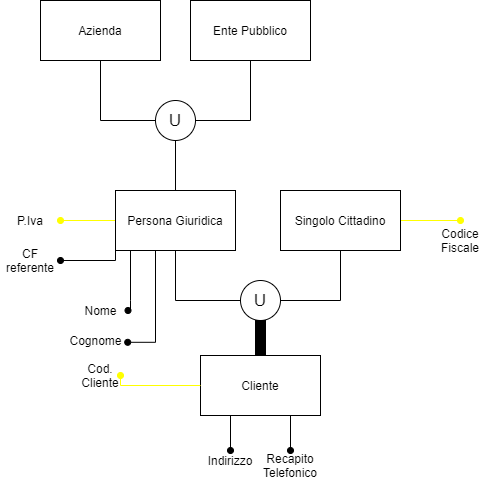 Azienda
Ente Pubblico
U
P.Iva
Persona Giuridica
Singolo Cittadino
Codice
Fiscale
CF
referente
Nome
U
Cognome
Cod.
Cliente
Cliente
Indirizzo
Recapito
Telefonico